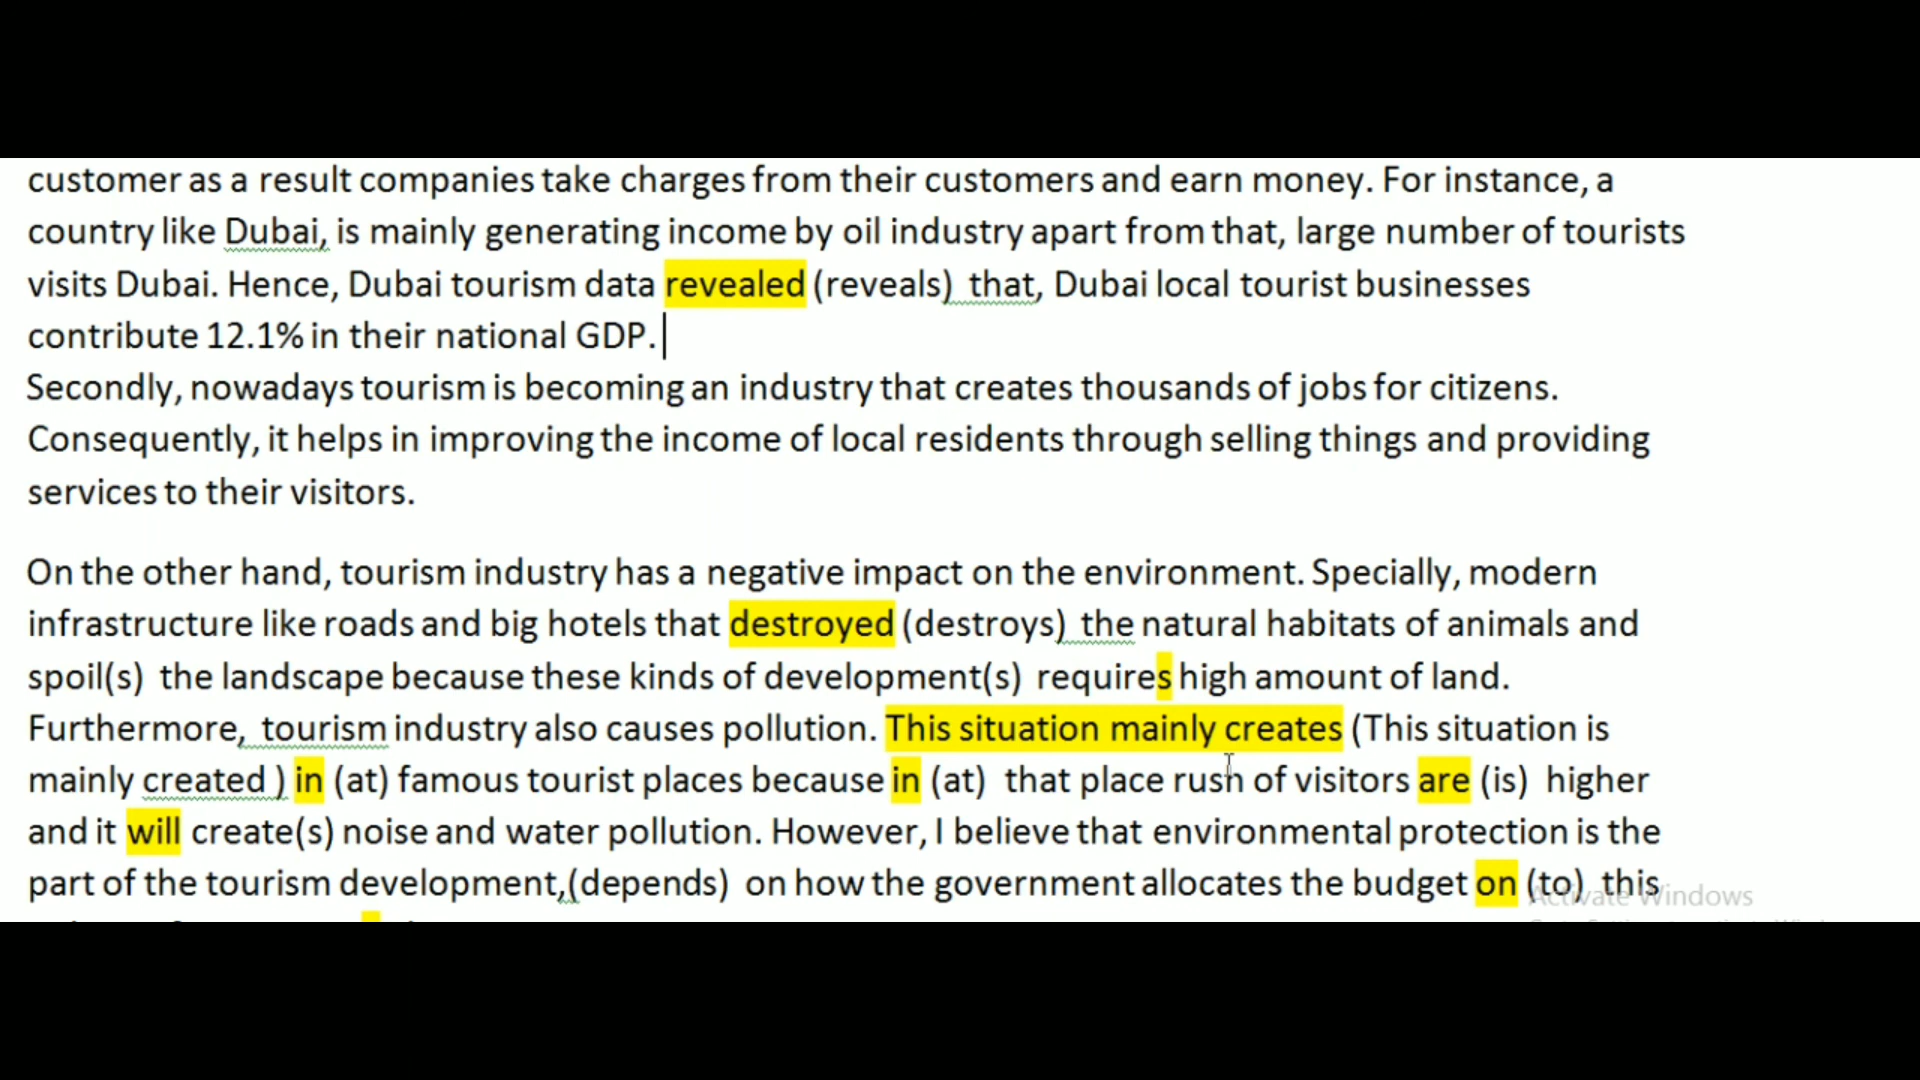 customer as a result companies take charges from their customers and earn money. For instance, a
country like Dubai, is mainly generating income by oil industry apart from that, large number of tourists
visits Dubai. Hence, Dubai tourism data revealed (reveals) that, Dubai local tourist businesses
contribute 12.1% in their national GDP.
Secondly, nowadays tourism is becoming an industry that creates thousands of jobs for citizens.
Consequently, it helps in improving the income of local residents through selling things and providing
services to their visitors.
On the other hand, tourism industry has a negative impact on the environment. Specially, modern
infrastructure like roads and big hotels that destroyed (destroys) the natural habitats of animals and
spoil(s) the landscape because these kinds of development(s) requires high amount of land.
Furthermore, tourism industry also causes pollution. This situation mainly creates (This situation is
mainly created ) in (at) famous tourist places because in (at) that place rush of visitors are (is) higher
and it will create(s) noise and water pollution. However, I believe that environmental protection is the
part of the tourism development,(depends) on how the government allocates the budget on (to) this
Activate Windows